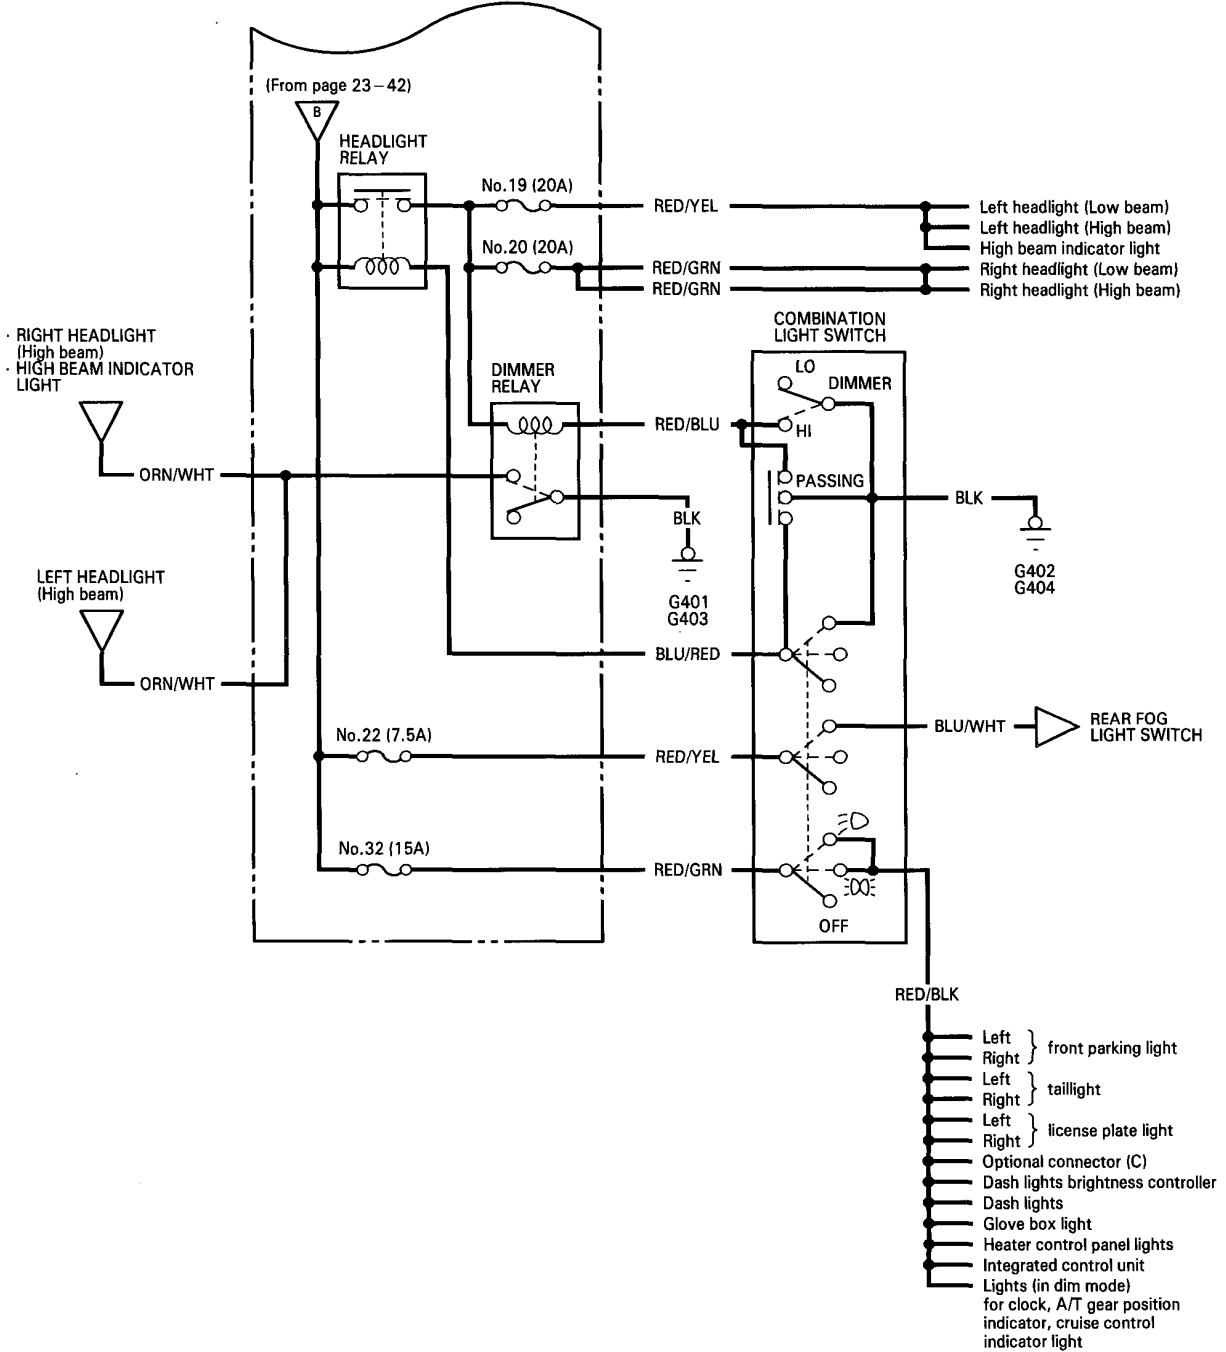 (From page 23–42)
B
HEADLIGHT
RELAY
No.19 (20A)
RED/YEL
Left headlight (Low beam)
Left headlight (High beam)
High beam indicator light
No.20 (20A)
RED/GRN
RED/GRN
Right headlight (Low beam)
Right headlight (High beam)
· RIGHT HEADLIGHT
(High beam)
· HIGH BEAM INDICATOR
LIGHT
ORN/WHT
DIMMER
RELAY
RED/BLU
COMBINATION
LIGHT SWITCH
LO
DIMMER
HI
PASSING
BLK
G402
G404
BLK
G401
G403
LEFT HEADLIGHT
(High beam)
ORN/WHT
BLU/RED
BLU/WHT
REAR FOG
LIGHT SWITCH
No.22 (7.5A)
RED/YEL
No.32 (15A)
RED/GRN
OFF
RED/BLK
Left
Right
front parking light
Left
Right
taillight
Left
Right
license plate light
Optional connector (C)
Dash lights brightness controller
Dash lights
Glove box light
Heater control panel lights
Integrated control unit
Lights (in dim mode)
for clock, A/T gear position
indicator, cruise control
indicator light